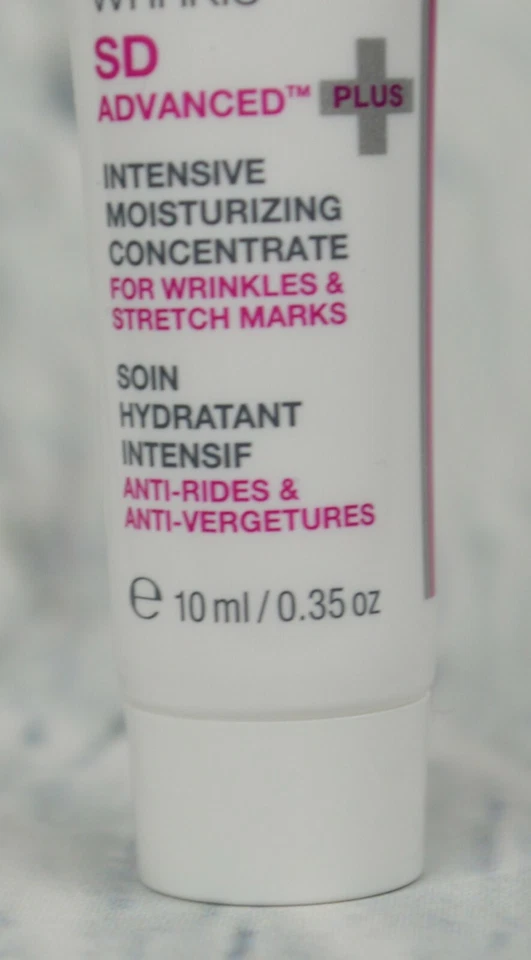 SD
ADVANCED™ PLUS
INTENSIVE
MOISTURIZING
CONCENTRATE
FOR WRINKLES &
STRETCH MARKS
SOIN
HYDRATANT
INTENSIF
ANTI-RIDES &
ANTI-VERGETURES
℮ 10 ml / 0.35 oz